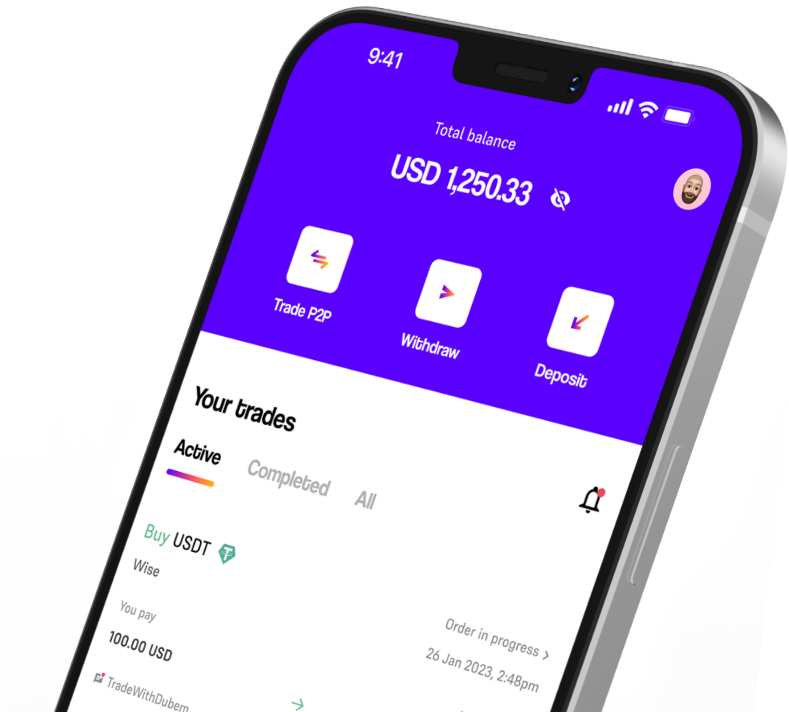 9:41
Total balance
USD 1,250.33
Trade P2P
Withdraw
Deposit
Your trades
Active
Completed
All
Buy USDT
Wise
Order in progress >
You pay
26 Jan 2023, 2:48pm
100.00 USD
TradeWithDubem